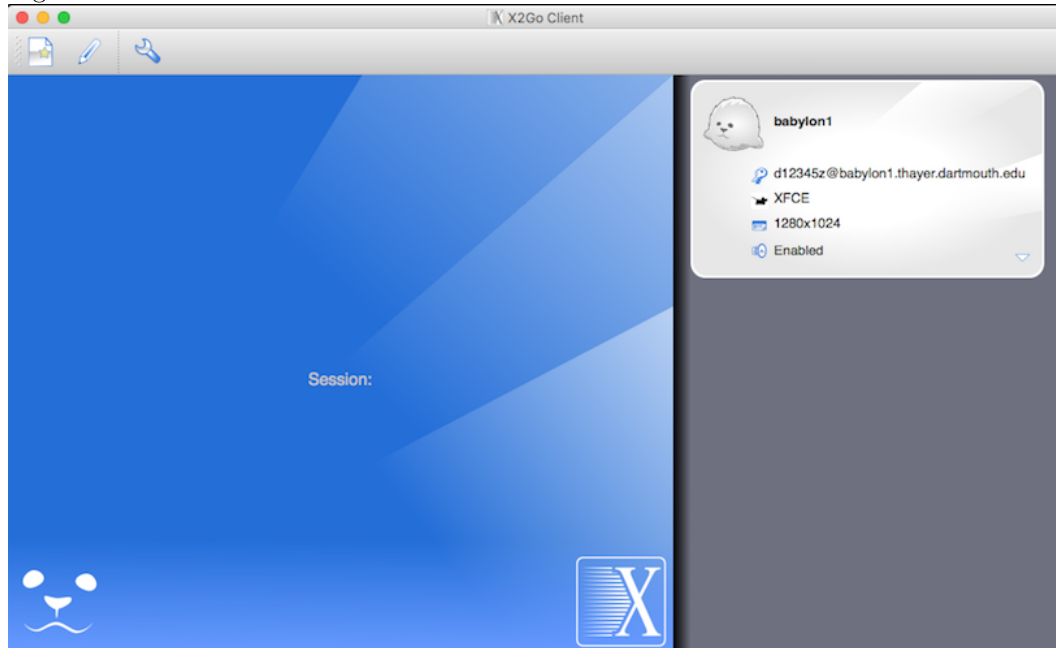 X2Go Client
babylon1
d12345z@babylon1.thayer.dartmouth.edu
XFCE
1280x1024
Enabled
Session:
X